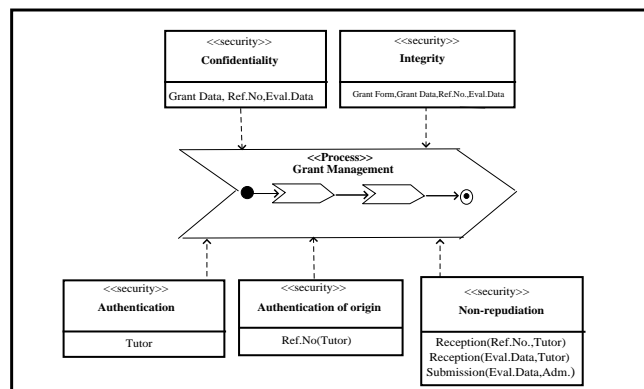 <<security>>
Confidentiality
Grant Data, Ref.No,Eval.Data
<<security>>
Integrity
Grant Form,Grant Data,Ref.No.,Eval.Data
<<Process>>
Grant Management
<<security>>
Authentication
Tutor
<<security>>
Authentication of origin
Ref.No(Tutor)
<<security>>
Non-repudiation
Reception(Ref.No.,Tutor)
Reception(Eval.Data,Tutor)
Submission(Eval.Data,Adm.)